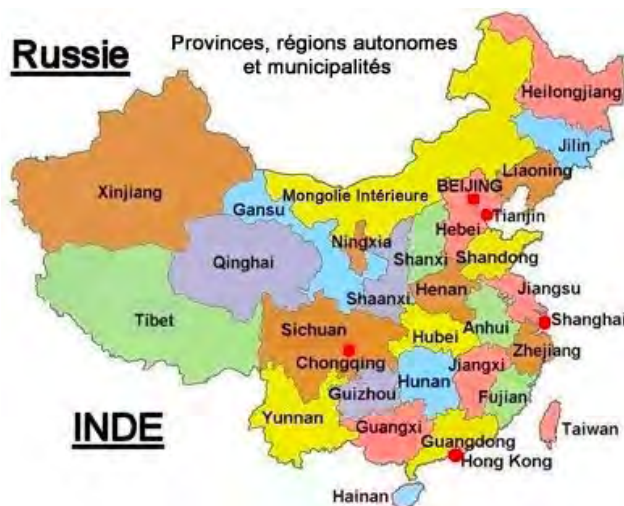 Russie
Provinces, régions autonomes
et municipalités
Heilongjiang
Jilin
Liaoning
Xinjiang
Mongolie Intérieure
BEIJING
Gansu
Tianjin
Hebei
Ningxia
Qinghai
Shanxi
Shandong
Shaanxi
Henan
Jiangsu
Tibet
Sichuan
Anhui
Shanghai
Hubei
Zhejiang
Chongqing
Jiangxi
Hunan
Guizhou
Fujian
Yunnan
INDE
Guangxi
Taiwan
Guangdong
Hong Kong
Hainan